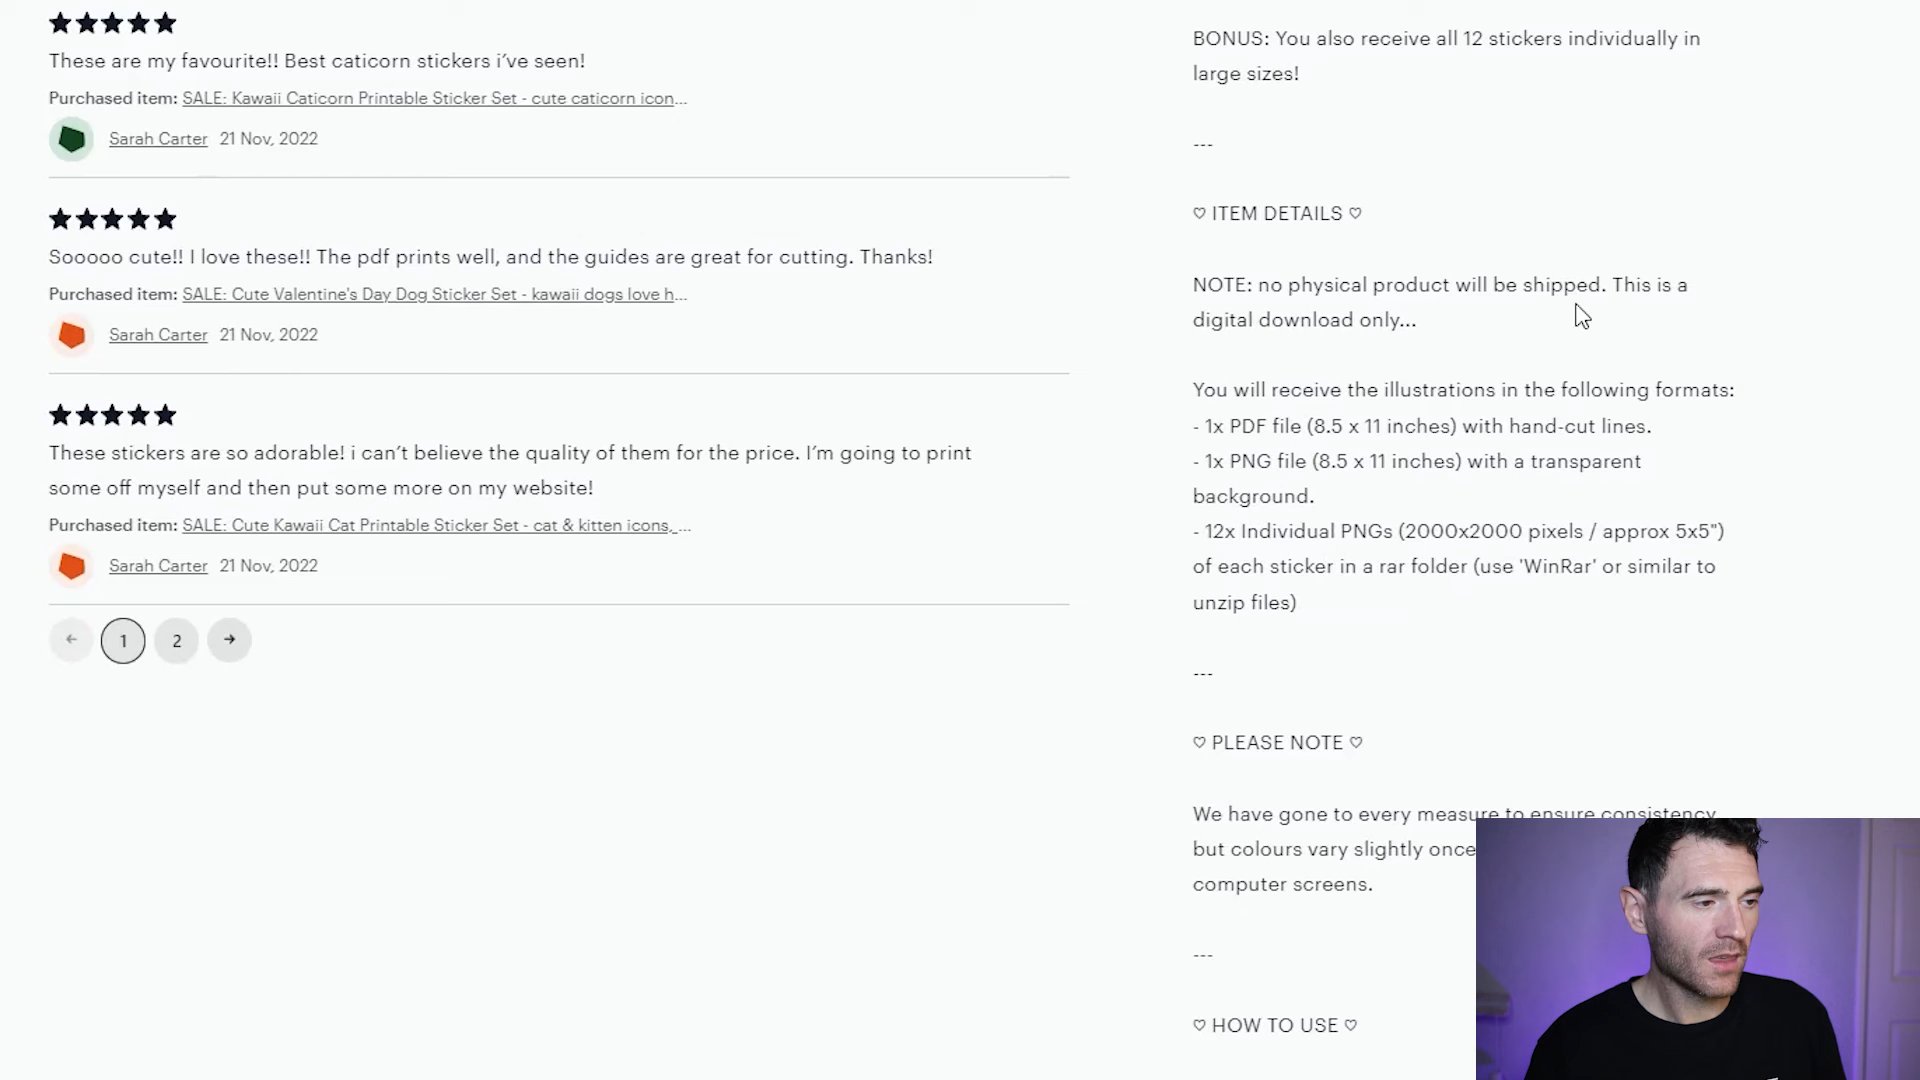 These are my favourite!! Best caticorn stickers i've seen!
Purchased item: SALE: Kawaii Caticorn Printable Sticker Set - cute caticorn icon...
Sarah Carter 21 Nov, 2022
Sooooo cute!! I love these!! The pdf prints well, and the guides are great for cutting. Thanks!
Purchased item: SALE: Cute Valentine's Day Dog Sticker Set - kawaii dogs love h...
Sarah Carter 21 Nov, 2022
These stickers are so adorable! i can't believe the quality of them for the price. I'm going to print
some off myself and then put some more on my website!
Purchased item: SALE: Cute Kawaii Cat Printable Sticker Set - cat & kitten icons, ...
Sarah Carter 21 Nov, 2022
← 1 2 →
BONUS: You also receive all 12 stickers individually in
large sizes!
---
♡ ITEM DETAILS ♡
NOTE: no physical product will be shipped. This is a
digital download only...
You will receive the illustrations in the following formats:
- 1x PDF file (8.5 x 11 inches) with hand-cut lines.
- 1x PNG file (8.5 x 11 inches) with a transparent
background.
- 12x Individual PNGs (2000x2000 pixels / approx 5x5")
of each sticker in a rar folder (use 'WinRar' or similar to
unzip files)
---
♡ PLEASE NOTE ♡
We have gone to every measure to ensure consistency
but colours vary slightly once
computer screens.
---
♡ HOW TO USE ♡